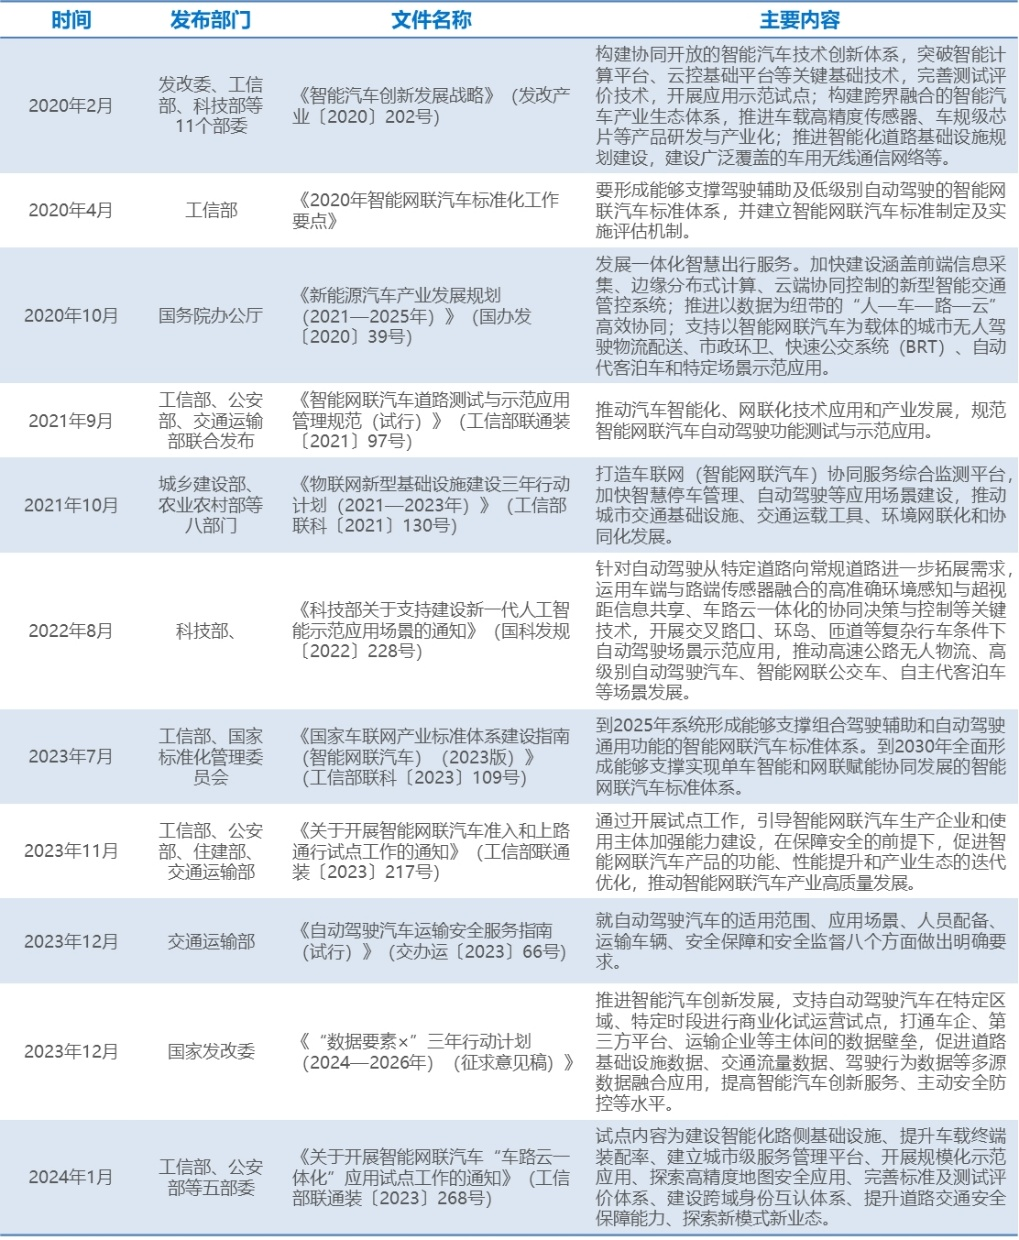 时间
发布部门
文件名称
主要内容
2020年2月
发改委、工信
部、科技部等
11个部委
《智能汽车创新发展战略》（发改产
业〔2020〕202号)
构建协同开放的智能汽车技术创新体系，突破智能计
算平台、云控基础平台等关键基础技术，完善测试评
价技术，开展应用示范试点；构建跨界融合的智能汽
车产业生态体系，推进车载高精度传感器、车规级芯
片等产品研发与产业化；推进智能化道路基础设施规
划建设，建设广泛覆盖的车用无线通信网络等。
2020年4月
工信部
《2020年智能网联汽车标准化工作
要点》
要形成能够支撑驾驶辅助及低级别自动驾驶的智能网
联汽车标准体系，并建立智能网联汽车标准制定及实
施评估机制。
2020年10月
国务院办公厅
《新能源汽车产业发展规划
（2021—2025年）》（国办发
〔2020〕39号)
发展一体化智慧出行服务。加快建设涵盖前端信息采
集、边缘分布式计算、云端协同控制的新型智能交通
管控系统；推进以数据为纽带的“人—车—路—云”
高效协同；支持以智能网联汽车为载体的城市无人驾
驶物流配送、市政环卫、快速公交系统（BRT）、自动
代客泊车和特定场景示范应用。
2021年9月
工信部、公安
部、交通运输
部联合发布
《智能网联汽车道路测试与示范应用
管理规范（试行）》（工信部联通装
〔2021〕97号)
推动汽车智能化、网联化技术应用和产业发展，规范
智能网联汽车自动驾驶功能测试与示范应用。
2021年10月
城乡建设部、
农业农村部等
八部门
《物联网新型基础设施建设三年行动
计划（2021—2023年）》（工信部
联科〔2021〕130号)
打造车联网（智能网联汽车）协同服务综合监测平台，
加快智慧停车管理、自动驾驶等应用场景建设，推动
城市交通基础设施、交通运载工具、环境网联化和协
同化发展。
2022年8月
科技部、
《科技部关于支持建设新一代人工智
能示范应用场景的通知》（国科发规
〔2022〕228号）
针对自动驾驶从特定道路向常规道路进一步拓展需求，
运用车端与路端传感器融合的高准确环境感知与超视
距信息共享、车路云一体化的协同决策与控制等关键
技术，开展交叉路口、环岛、匝道等复杂行车条件下
自动驾驶场景示范应用，推动高速公路无人物流、高
级别自动驾驶汽车、智能网联公交车、自主代客泊车
等场景发展。
2023年7月
工信部、国家
标准化管理委
员会
《国家车联网产业标准体系建设指南
（智能网联汽车）（2023版）》
（工信部联科〔2023〕109号）
到2025年系统形成能够支撑组合驾驶辅助和自动驾驶
通用功能的智能网联汽车标准体系。到2030年全面形
成能够支撑实现单车智能和网联赋能协同发展的智能
网联汽车标准体系。
2023年11月
工信部、公安
部、住建部、
交通运输部
《关于开展智能网联汽车准入和上路
通行试点工作的通知》（工信部联通
装〔2023〕217号)
通过开展试点工作，引导智能网联汽车生产企业和使
用主体加强能力建设，在保障安全的前提下，促进智
能网联汽车产品的功能、性能提升和产业生态的迭代
优化，推动智能网联汽车产业高质量发展。
2023年12月
交通运输部
《自动驾驶汽车运输安全服务指南
（试行）》（交办运〔2023〕66号)
就自动驾驶汽车的适用范围、应用场景、人员配备、
运输车辆、安全保障和安全监督八个方面做出明确要
求。
2023年12月
国家发改委
《“数据要素×”三年行动计划
（2024—2026年）（征求意见稿）》
推进智能汽车创新发展，支持自动驾驶汽车在特定区
域、特定时段进行商业化试运营试点，打通车企、第
三方平台、运输企业等主体间的数据壁垒，促进道路
基础设施数据、交通流量数据、驾驶行为数据等多源
数据融合应用，提高智能汽车创新服务、主动安全防
控等水平。
2024年1月
工信部、公安
部等五部委
《关于开展智能网联汽车“车路云一
体化”应用试点工作的通知》（工信
部联通装〔2023〕268号)
试点内容为建设智能化路侧基础设施、提升车载终端
装配率、建立城市级服务管理平台、开展规模化示范
应用、探索高精度地图安全应用、完善标准及测试评
价体系、建设跨域身份互认体系、提升道路交通安全
保障能力、探索新模式新业态。